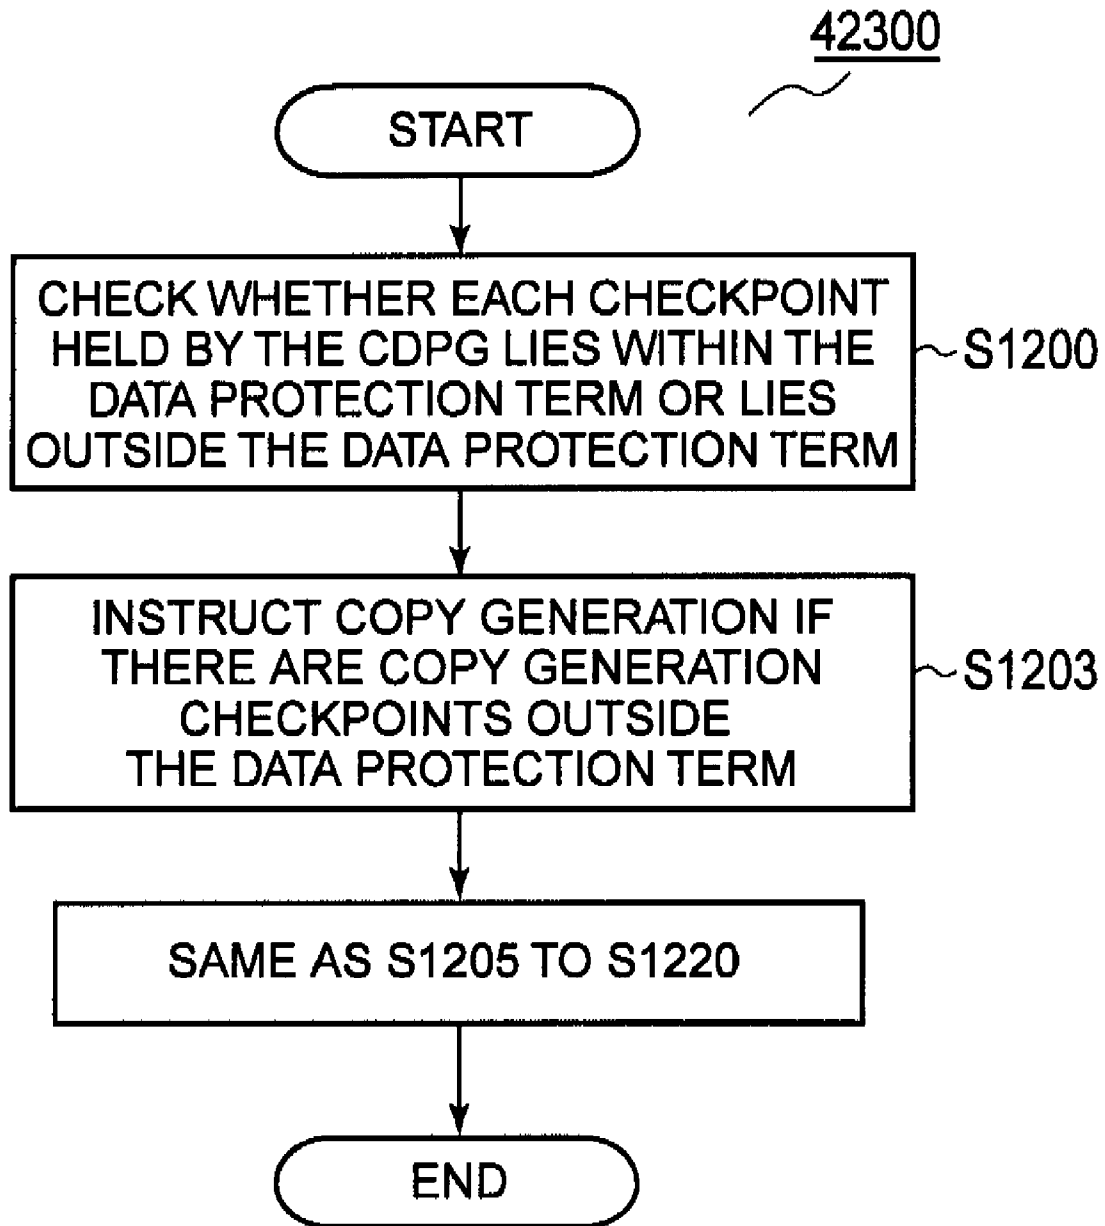 42300
START
CHECK WHETHER EACH CHECKPOINT
HELD BY THE CDPG LIES WITHIN THE
DATA PROTECTION TERM OR LIES
OUTSIDE THE DATA PROTECTION TERM
S1200
INSTRUCT COPY GENERATION IF
THERE ARE COPY GENERATION
CHECKPOINTS OUTSIDE
THE DATA PROTECTION TERM
S1203
SAME AS S1205 TO S1220
END